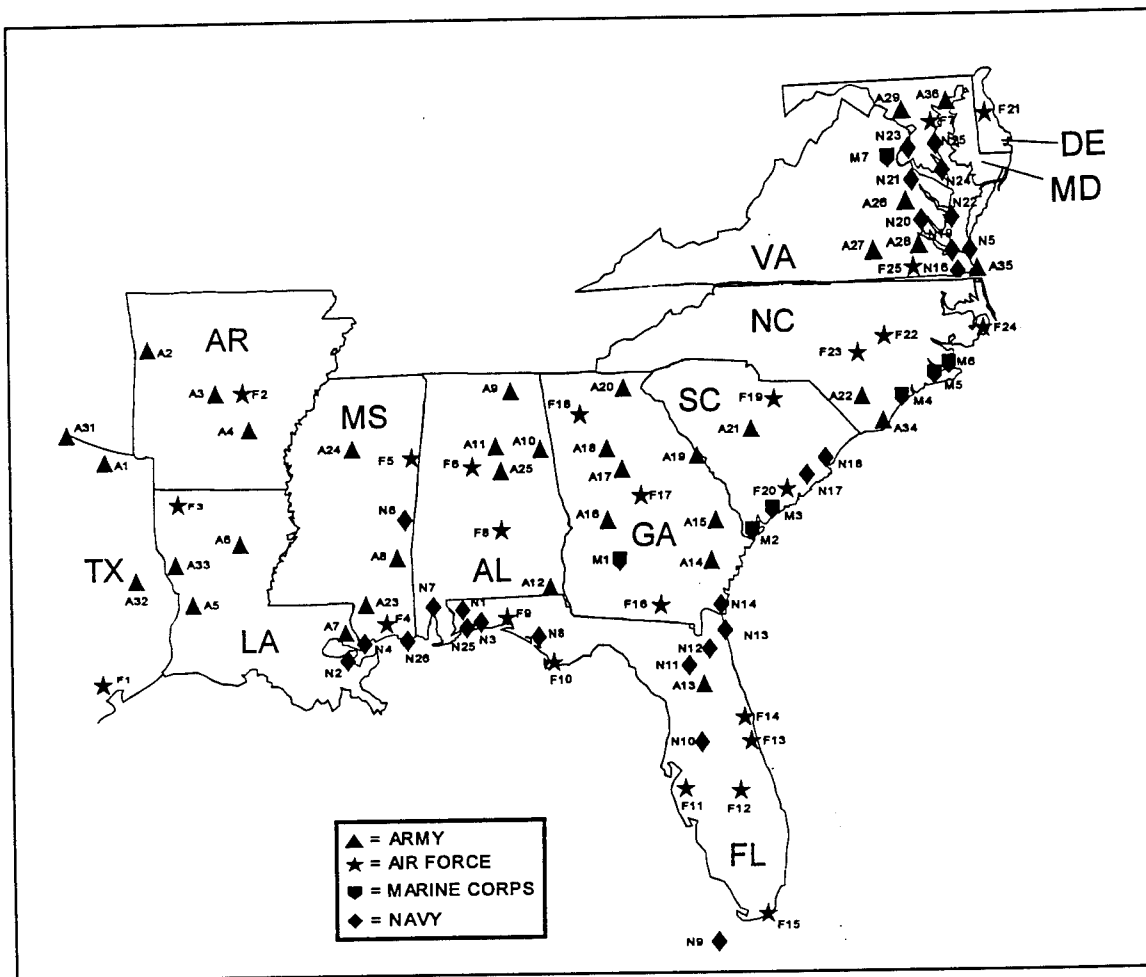 A29
A36
F21
F7
N23
N35
DE
M7
MD
N24
N21
A26
N22
N20
N19
A27
A28
N5
VA
F25
N16
A35
NC
F22
F24
F23
M6
M5
AR
A2
A9
A20
SC
F19
A22
M4
A3
F2
MS
F18
A21
A34
A4
A31
A24
A11
A10
A18
A19
N18
A1
F5
F6
A25
A17
N17
F20
F3
F17
M3
N6
A16
A15
M2
A6
F8
GA
TX
A33
A8
AL
M1
A14
A32
A12
A5
N7
N1
F9
F16
N14
A23
F4
N13
A7
N4
N25
N3
N8
N12
LA
N2
N26
F10
N11
F1
A13
F14
N10
F13
F11
F12
▲ = ARMY
★ = AIR FORCE
= MARINE CORPS
◆ = NAVY
FL
F15
N9